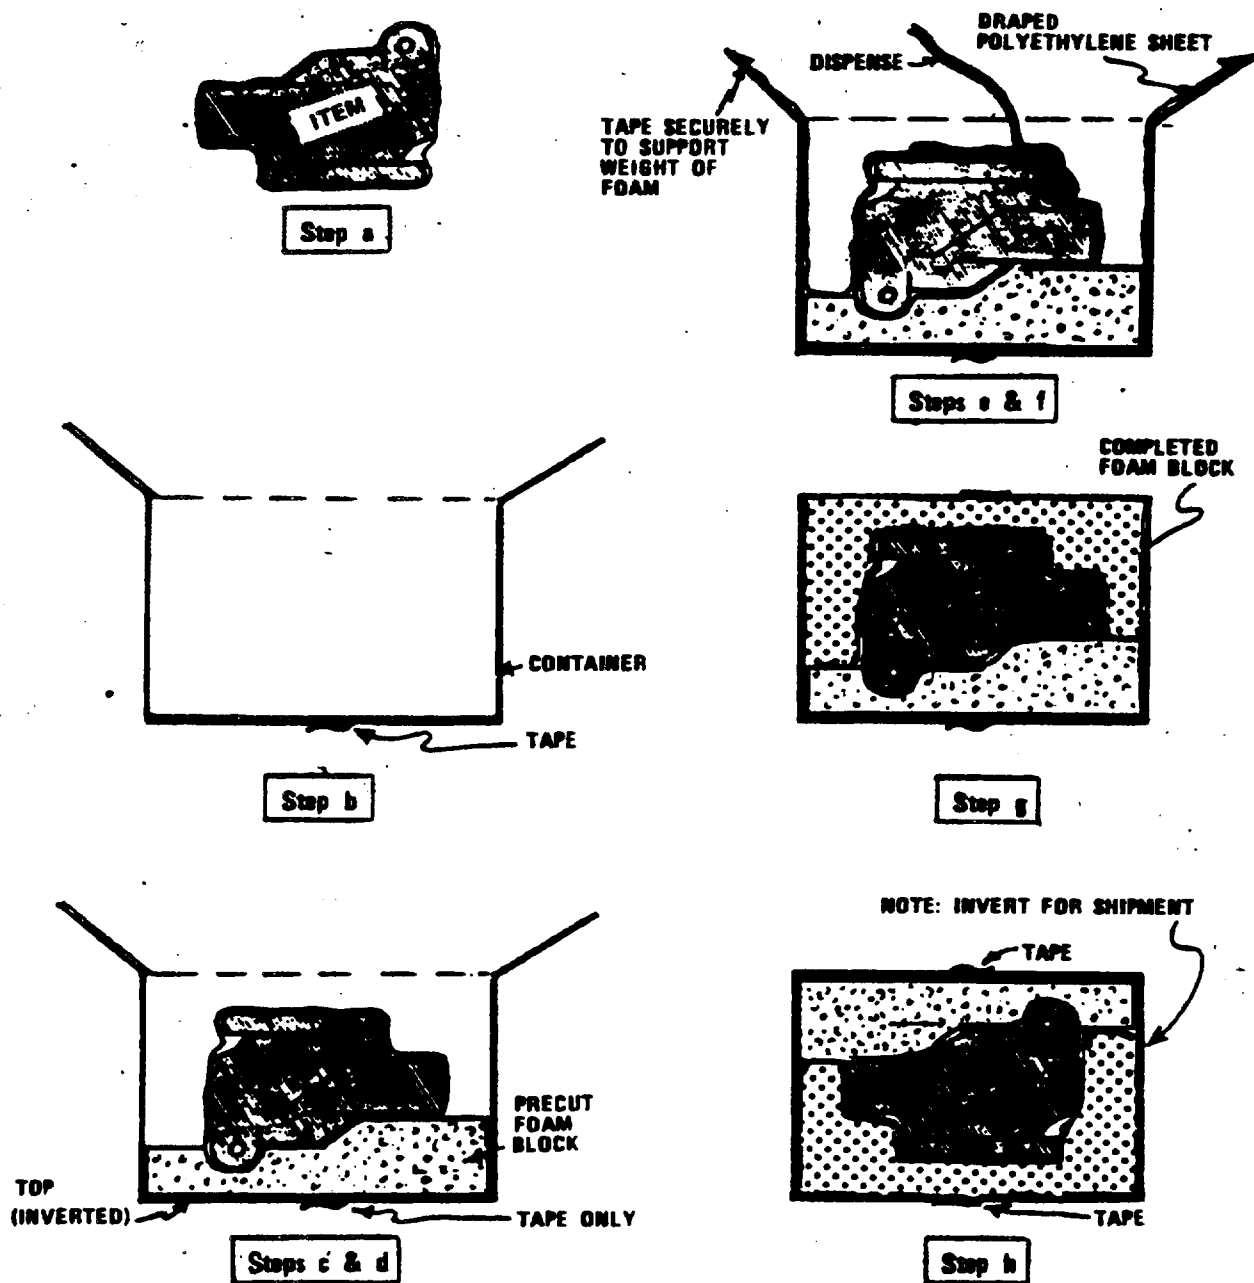 ITEM
Step a
DRAPED
POLYETHYLENE SHEET
DISPENSE
TAPE SECURELY
TO SUPPORT
WEIGHT OF
FOAM
Steps e & f
CONTAINER
TAPE
Step b
COMPLETED
FOAM BLOCK
Step g
PRECUT
FOAM
BLOCK
TOP
(INVERTED)
TAPE ONLY
Steps c & d
NOTE: INVERT FOR SHIPMENT
TAPE
TAPE
Step h